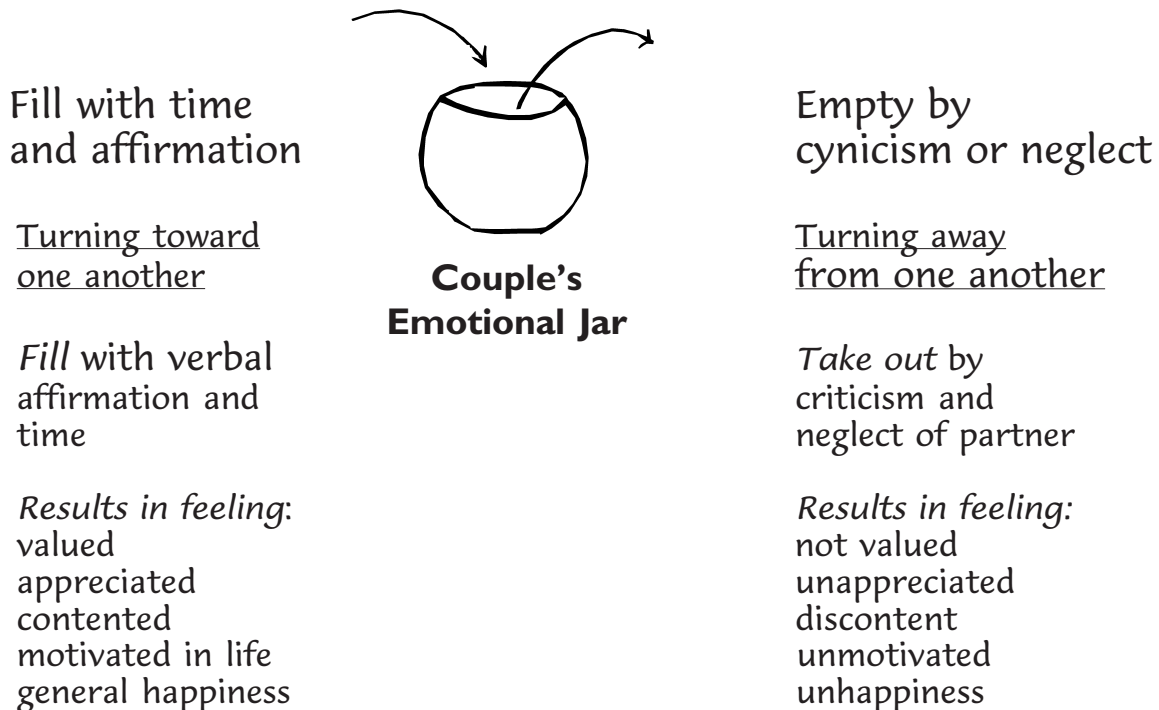 Fill with time
and affirmation
Turning toward
one another
Fill with verbal
affirmation and
time
Results in feeling:
valued
appreciated
contented
motivated in life
general happiness
Couple's
Emotional Jar
Empty by
cynicism or neglect
Turning away
from one another
Take out by
criticism and
neglect of partner
Results in feeling:
not valued
unappreciated
discontent
unmotivated
unhappiness